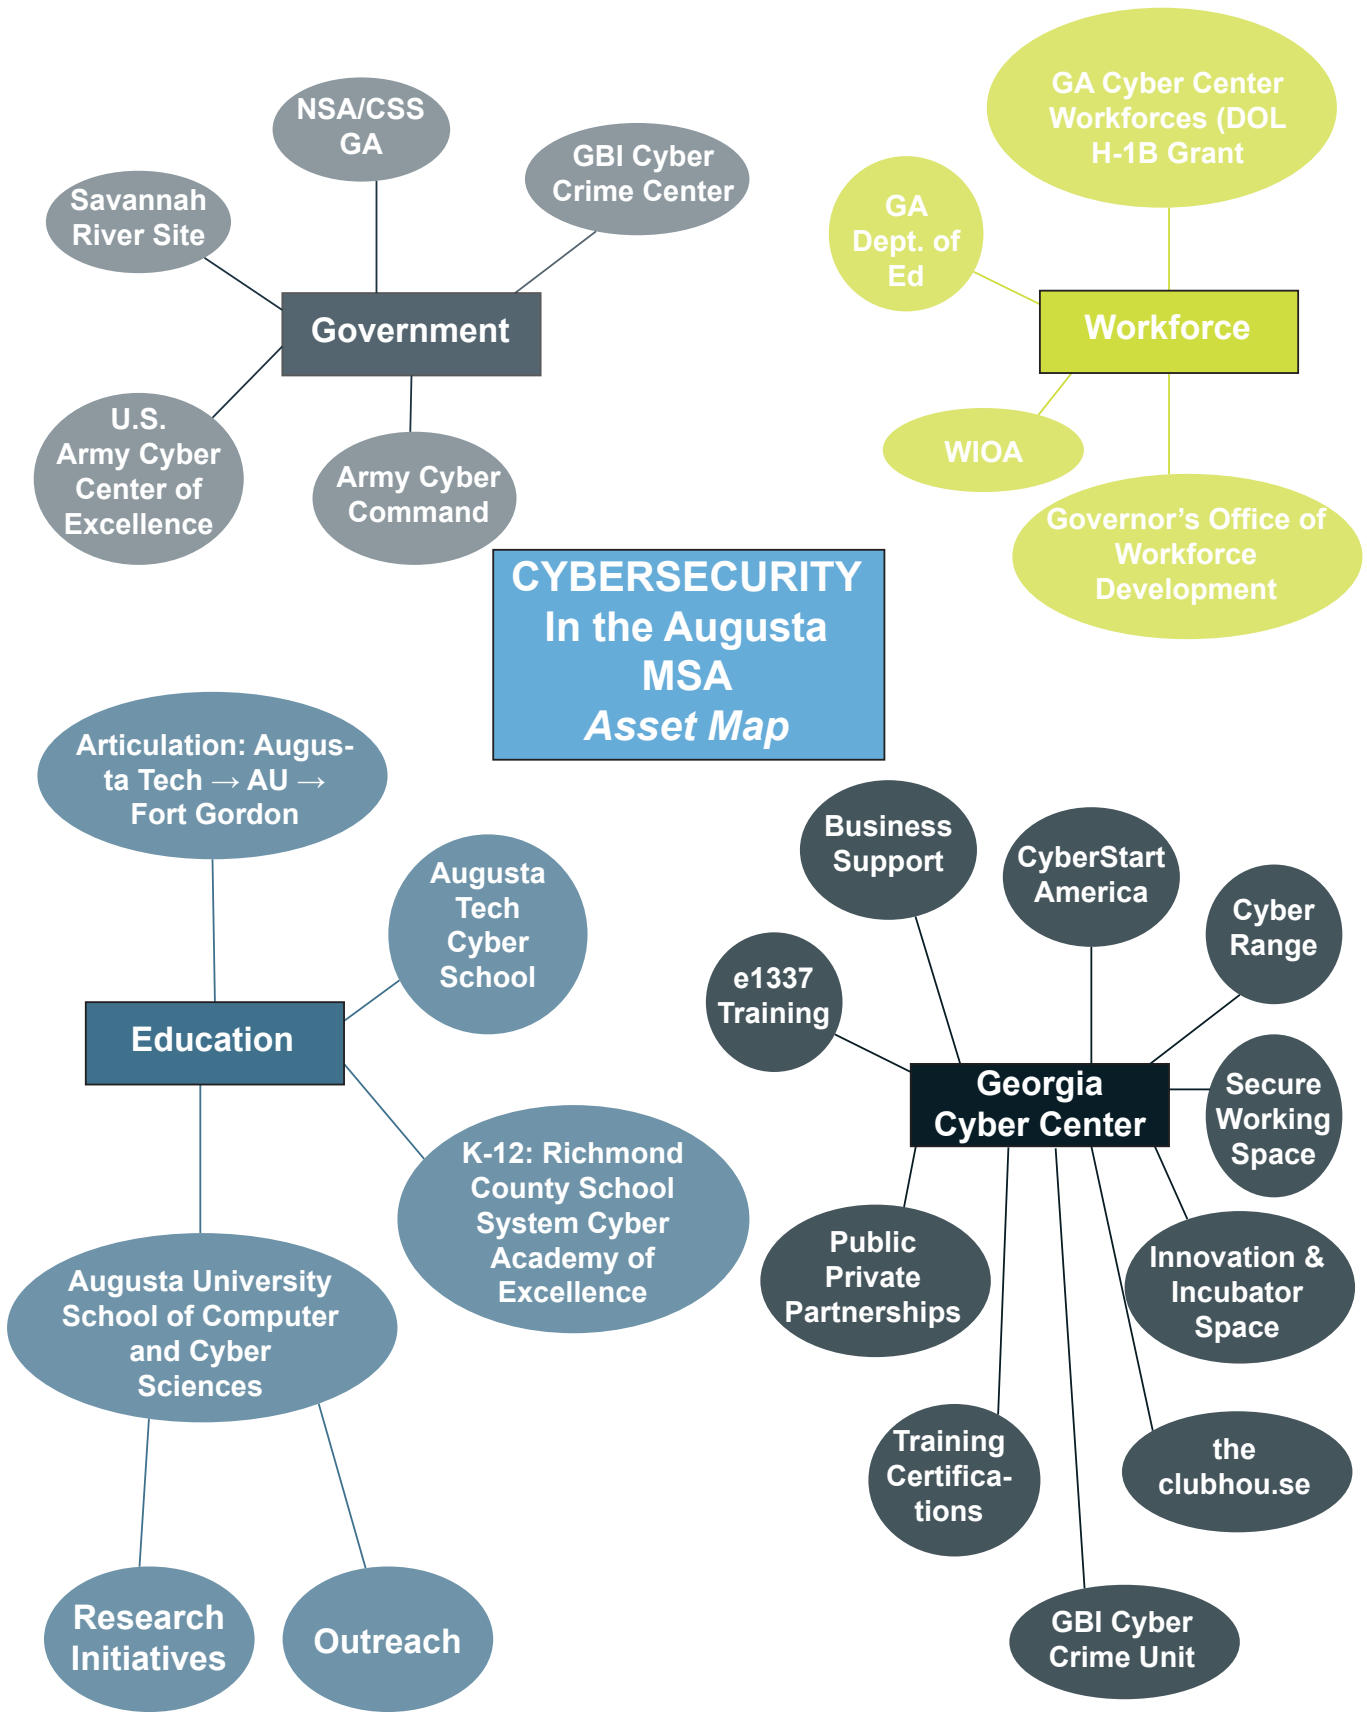 NSA/CSS
GA
GBI Cyber
Crime Center
Savannah
River Site
Government
U.S.
Army Cyber
Center of
Excellence
Army Cyber
Command
GA Cyber Center
Workforces (DOL
H-1B Grant
GA
Dept. of
Ed
Workforce
WIOA
Governor’s Office of
Workforce
Development
CYBERSECURITY
In the Augusta
MSA
Asset Map
Articulation: Augus-
ta Tech → AU →
Fort Gordon
Augusta
Tech
Cyber
School
Education
K-12: Richmond
County School
System Cyber
Academy of
Excellence
Augusta University
School of Computer
and Cyber
Sciences
Research
Initiatives
Outreach
Business
Support
CyberStart
America
Cyber
Range
e1337
Training
Georgia
Cyber Center
Secure
Working
Space
Public
Private
Partnerships
Innovation &
Incubator
Space
Training
Certifica-
tions
the
clubhou.se
GBI Cyber
Crime Unit